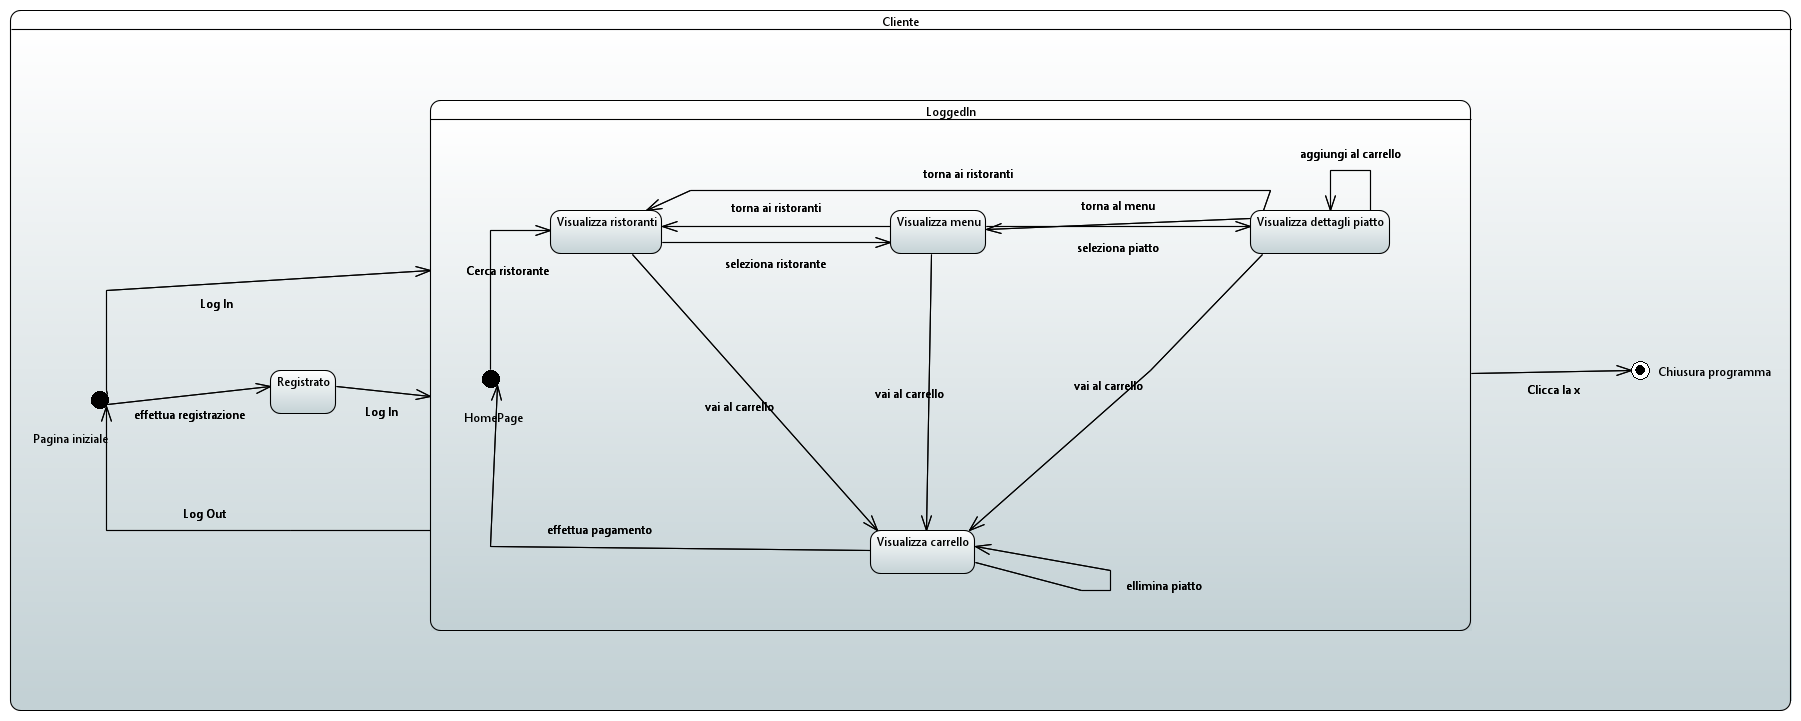 Cliente
LoggedIn
aggiungi al carrello
torna ai ristoranti
torna ai ristoranti
torna al menu
Visualizza ristoranti
Visualizza menu
Visualizza dettagli piatto
seleziona piatto
seleziona ristorante
Cerca ristorante
Log In
Chiusura programma
Registrato
Clicca la x
vai al carrello
vai al carrello
vai al carrello
Log In
effettua registrazione
HomePage
Pagina iniziale
Log Out
effettua pagamento
Visualizza carrello
ellimina piatto